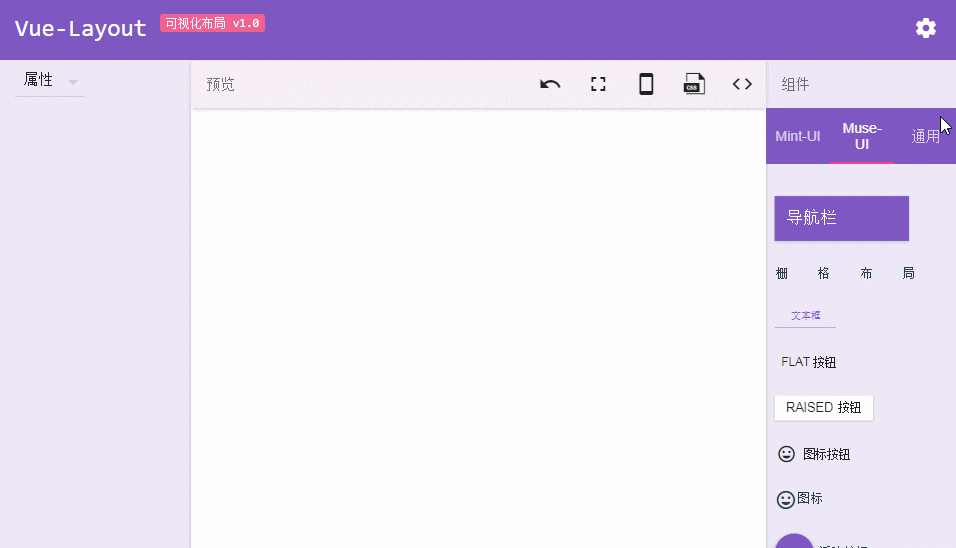 Vue-Layout 可视化布局 v1.0
属性
预览
CSS
组件
Mint-UI
Muse-
UI
通用
导航栏
栅 格 布 局
文本框
FLAT 按钮
RAISED 按钮
图标按钮
图标